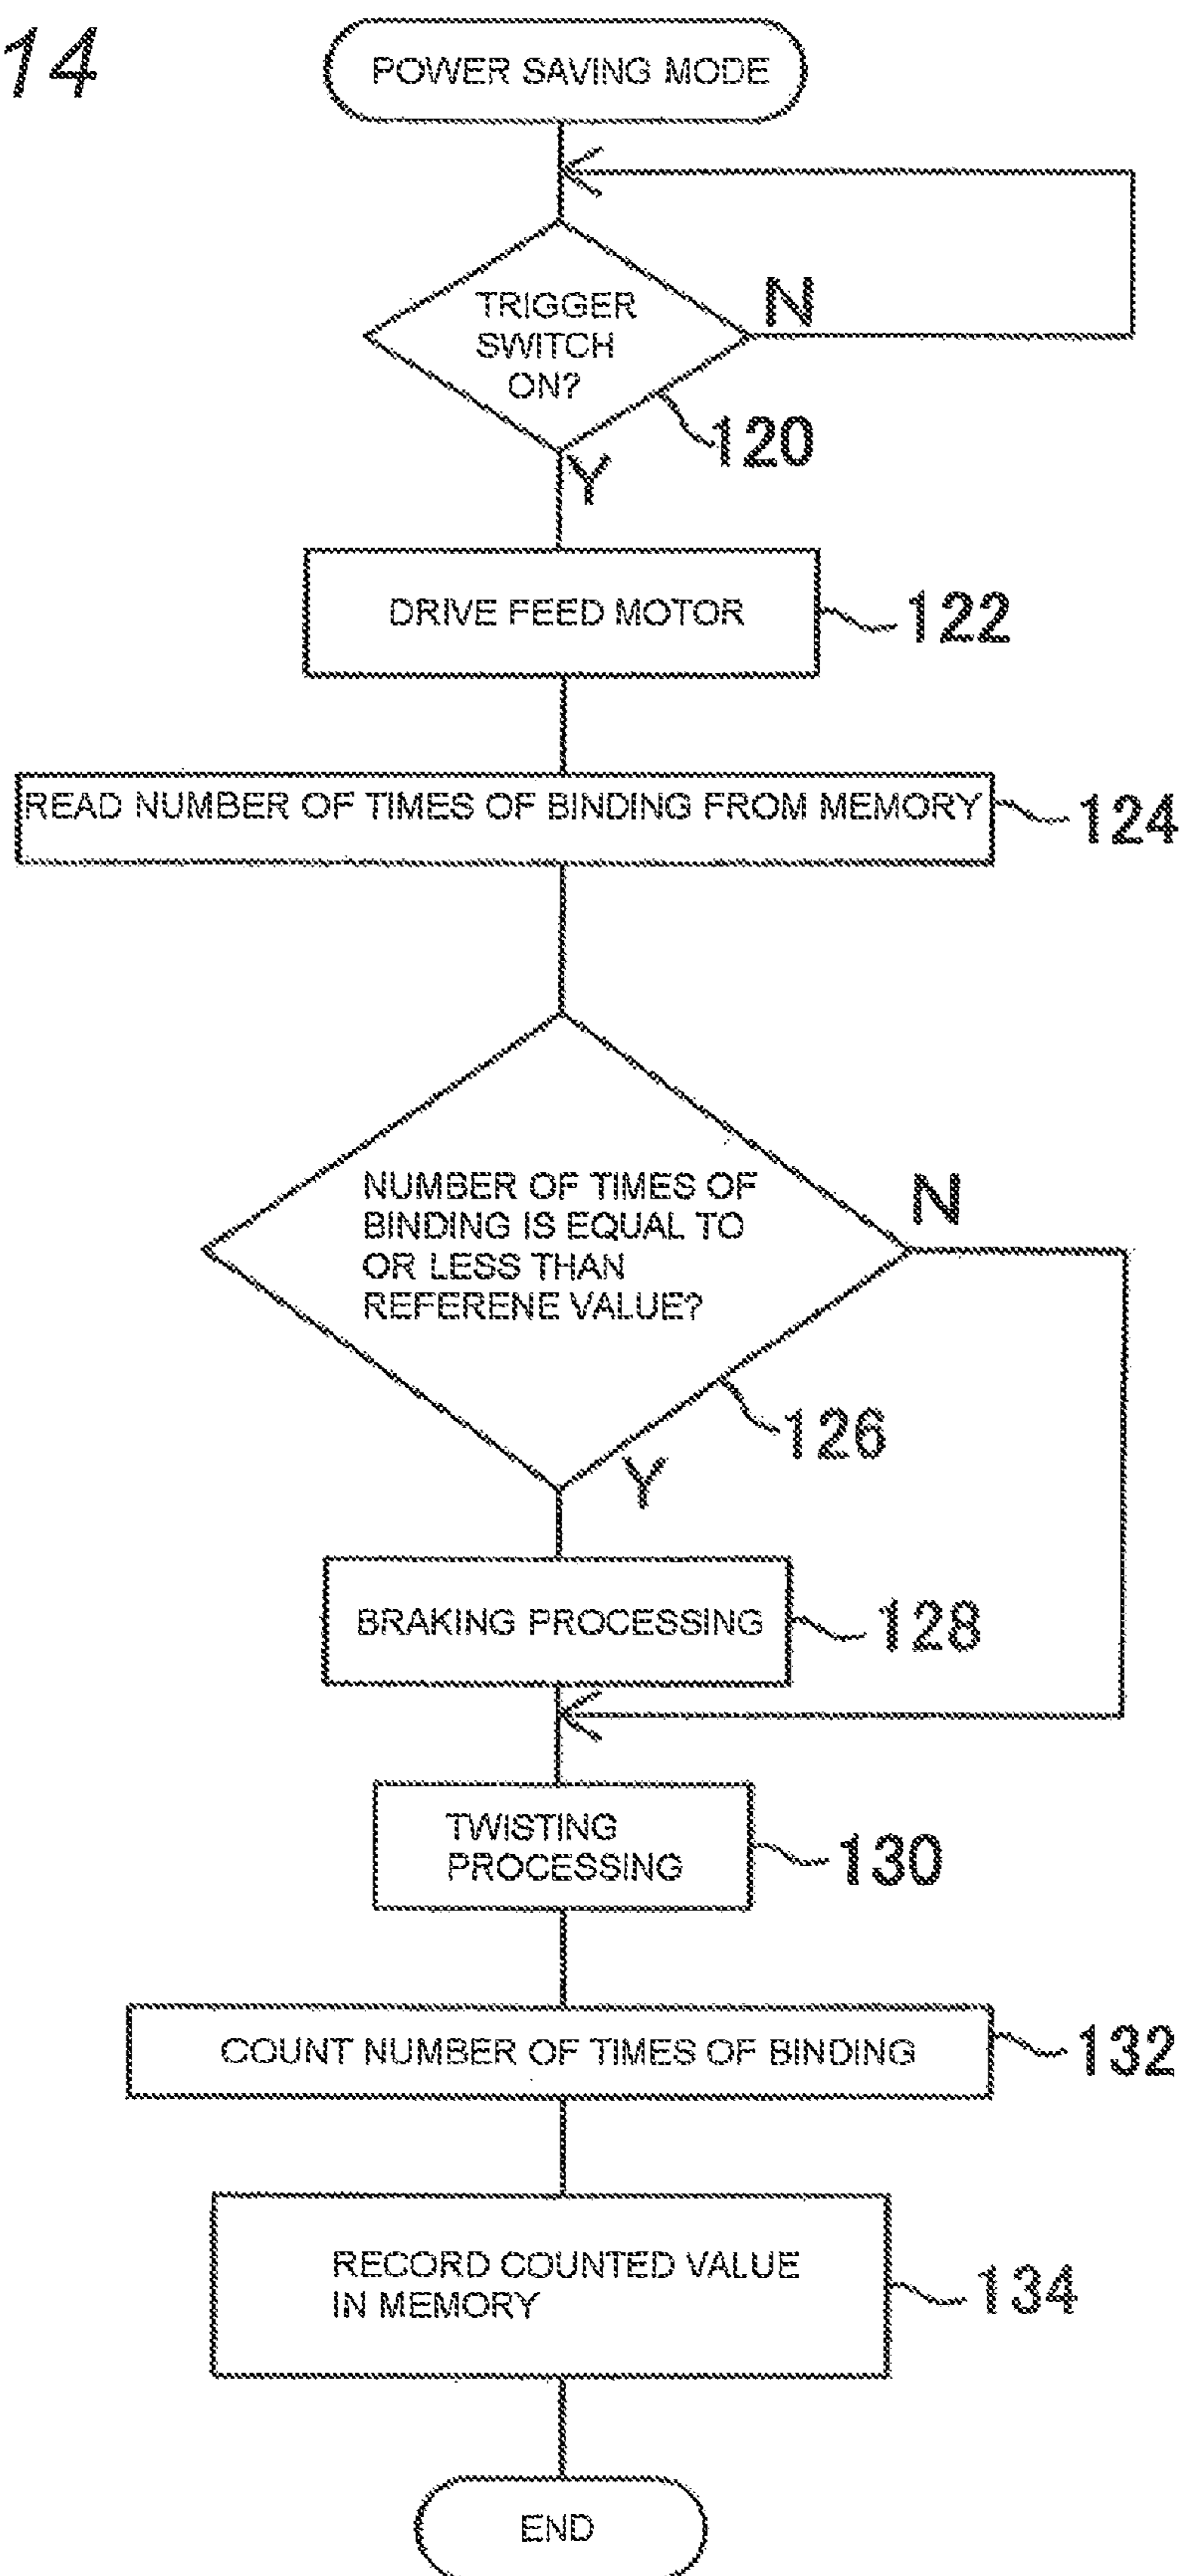 14
POWER SAVING MODE
N
TRIGGER
SWITCH
ON?
120
Y
DRIVE FEED MOTOR
122
READ NUMBER OF TIMES OF BINDING FROM MEMORY
124
NUMBER OF TIMES OF
BINDING IS EQUAL TO
OR LESS THAN
REFERENE VALUE?
N
126
Y
BRAKING PROCESSING
128
TWISTING
PROCESSING
130
COUNT NUMBER OF TIMES OF BINDING
132
RECORD COUNTED VALUE
IN MEMORY
134
END